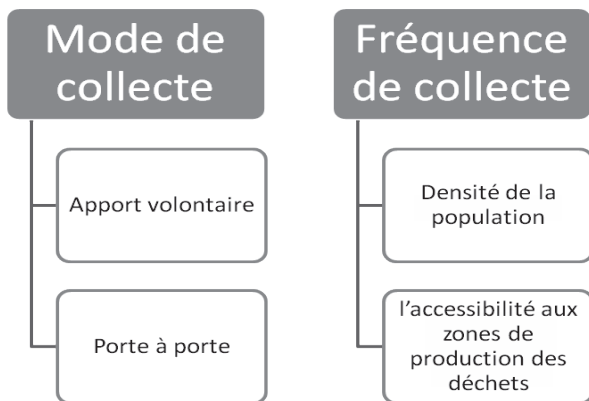 Mode de
collecte
Apport volontaire
Porte à porte
Fréquence
de collecte
Densité de la
population
l'accessibilité aux
zones de
production des
déchets